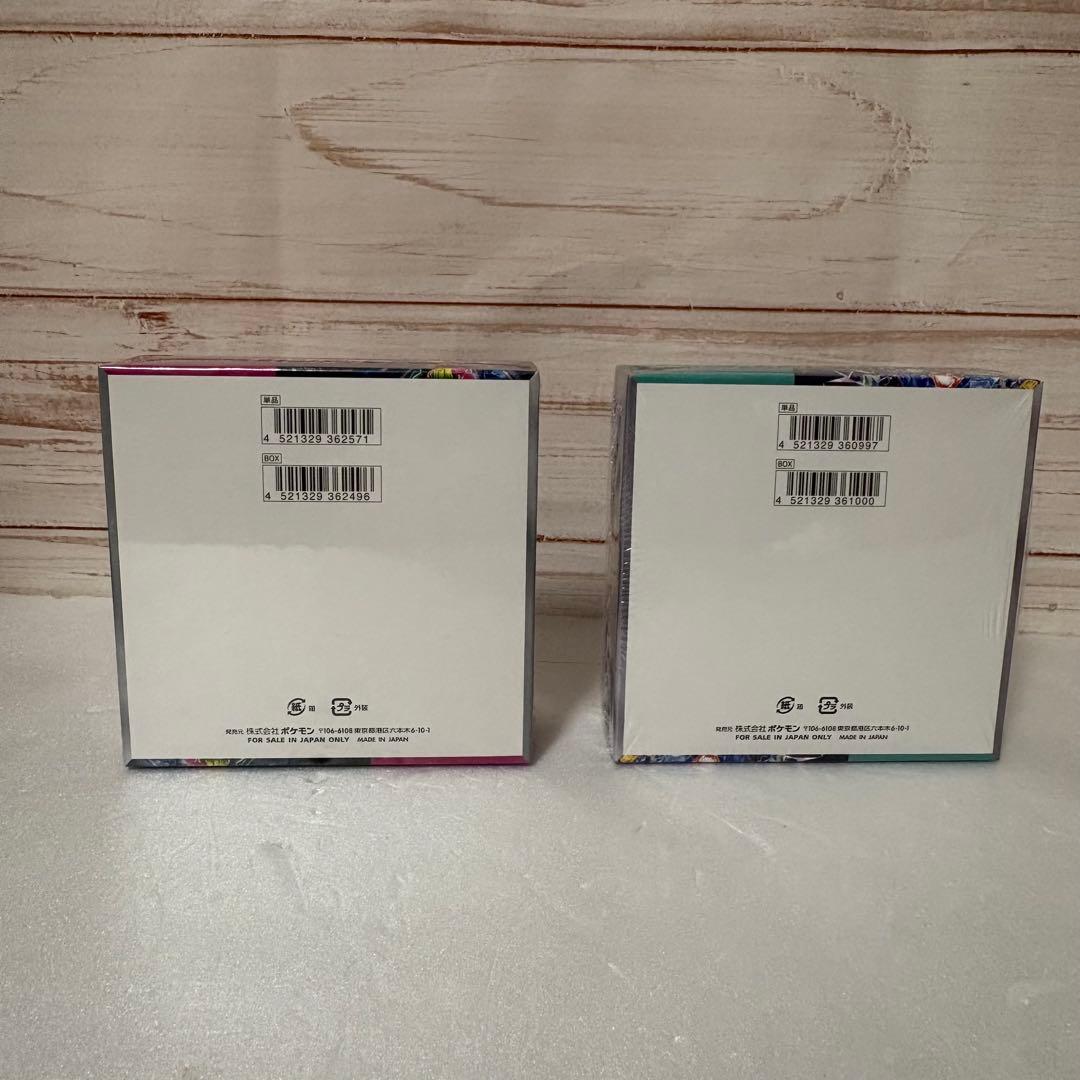 単品
4 521329 362571
BOX
4 521329 362496
紙 箱 プラ 外装
発売元 株式会社 ポケモン 〒106-6108 東京都港区六本木6-10-1
FOR SALE IN JAPAN ONLY MADE IN JAPAN
単品
4 521329 360997
BOX
4 521329 361000
紙 箱 プラ 外装
発売元 株式会社 ポケモン 〒106-6108 東京都港区六本木6-10-1
FOR SALE IN JAPAN ONLY MADE IN JAPAN